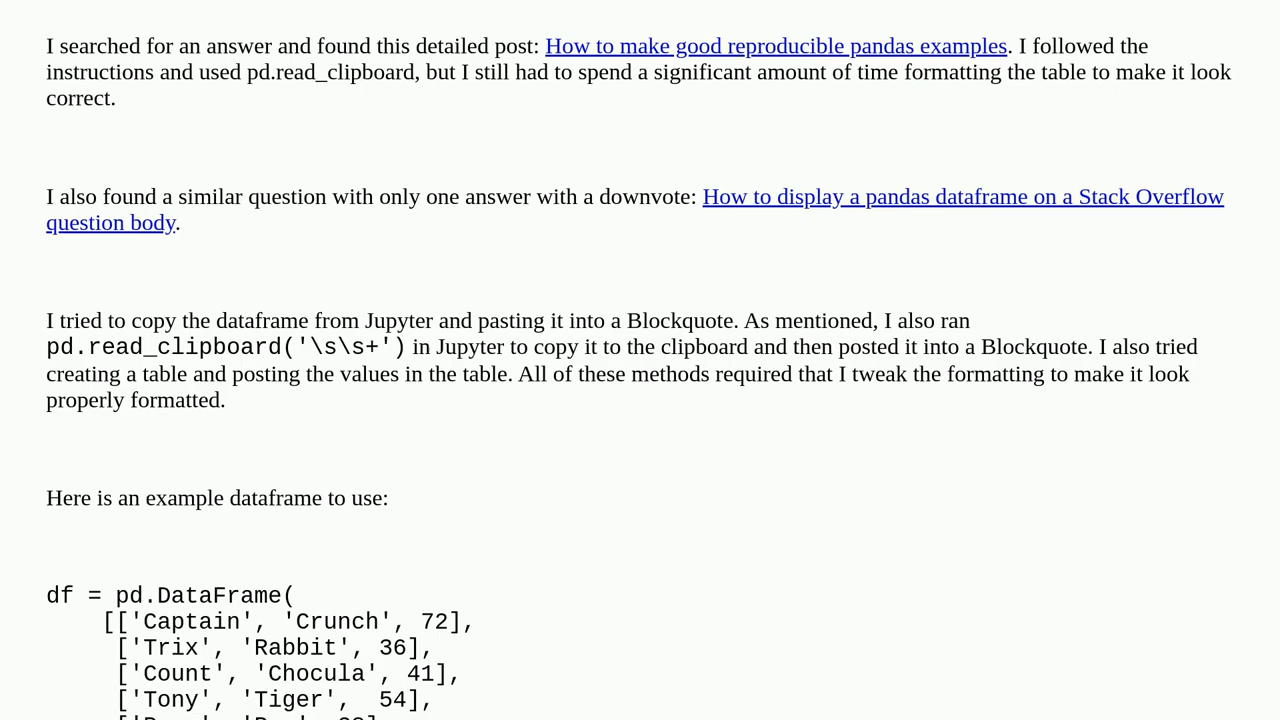 I searched for an answer and found this detailed post: How to make good reproducible pandas examples. I followed the
instructions and used pd.read_clipboard, but I still had to spend a significant amount of time formatting the table to make it look
correct.
I also found a similar question with only one answer with a downvote: How to display a pandas dataframe on a Stack Overflow
question body.
I tried to copy the dataframe from Jupyter and pasting it into a Blockquote. As mentioned, I also ran
pd.read_clipboard('\s\s+') in Jupyter to copy it to the clipboard and then posted it into a Blockquote. I also tried
creating a table and posting the values in the table. All of these methods required that I tweak the formatting to make it look
properly formatted.
Here is an example dataframe to use:
df = pd.DataFrame(
    [['Captain', 'Crunch', 72],
     ['Trix', 'Rabbit', 36],
     ['Count', 'Chocula', 41],
     ['Tony', 'Tiger',  54],